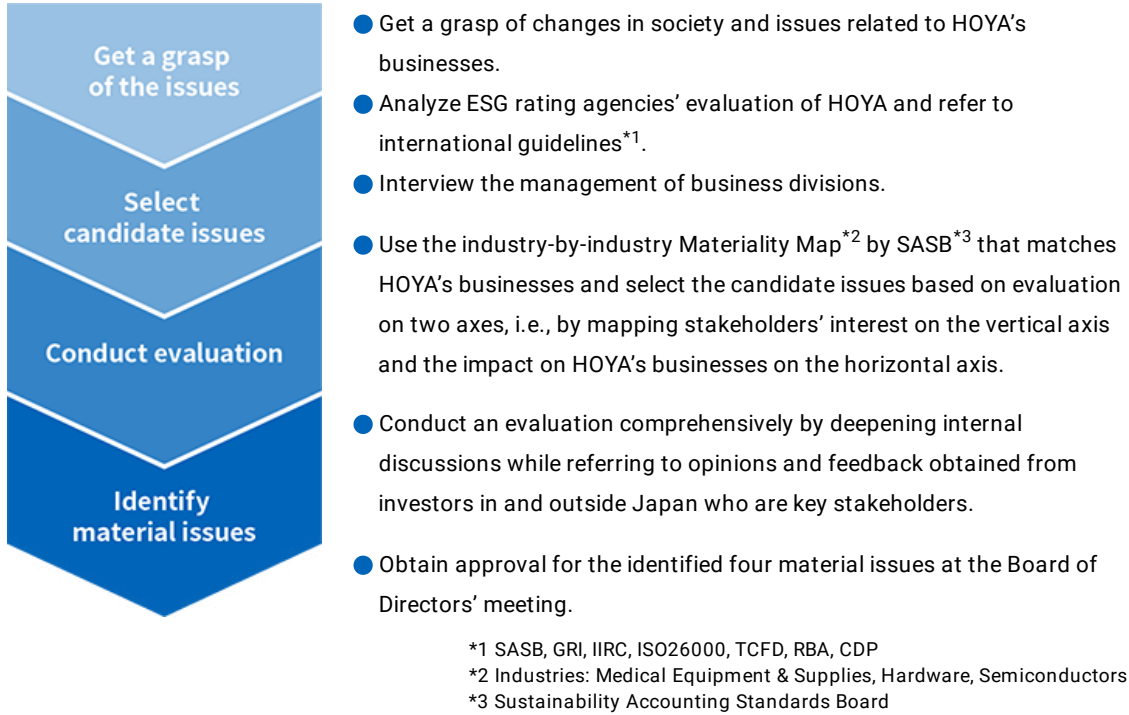 Get a grasp
of the issues
● Get a grasp of changes in society and issues related to HOYA’s
businesses.
● Analyze ESG rating agencies’ evaluation of HOYA and refer to
international guidelines*1.
● Interview the management of business divisions.
Select
candidate issues
● Use the industry-by-industry Materiality Map*2 by SASB*3 that matches
HOYA’s businesses and select the candidate issues based on evaluation
on two axes, i.e., by mapping stakeholders’ interest on the vertical axis
and the impact on HOYA’s businesses on the horizontal axis.
Conduct evaluation
● Conduct an evaluation comprehensively by deepening internal
discussions while referring to opinions and feedback obtained from
investors in and outside Japan who are key stakeholders.
Identify
material issues
● Obtain approval for the identified four material issues at the Board of
Directors’ meeting.
*1 SASB, GRI, IIRC, ISO26000, TCFD, RBA, CDP
*2 Industries: Medical Equipment & Supplies, Hardware, Semiconductors
*3 Sustainability Accounting Standards Board